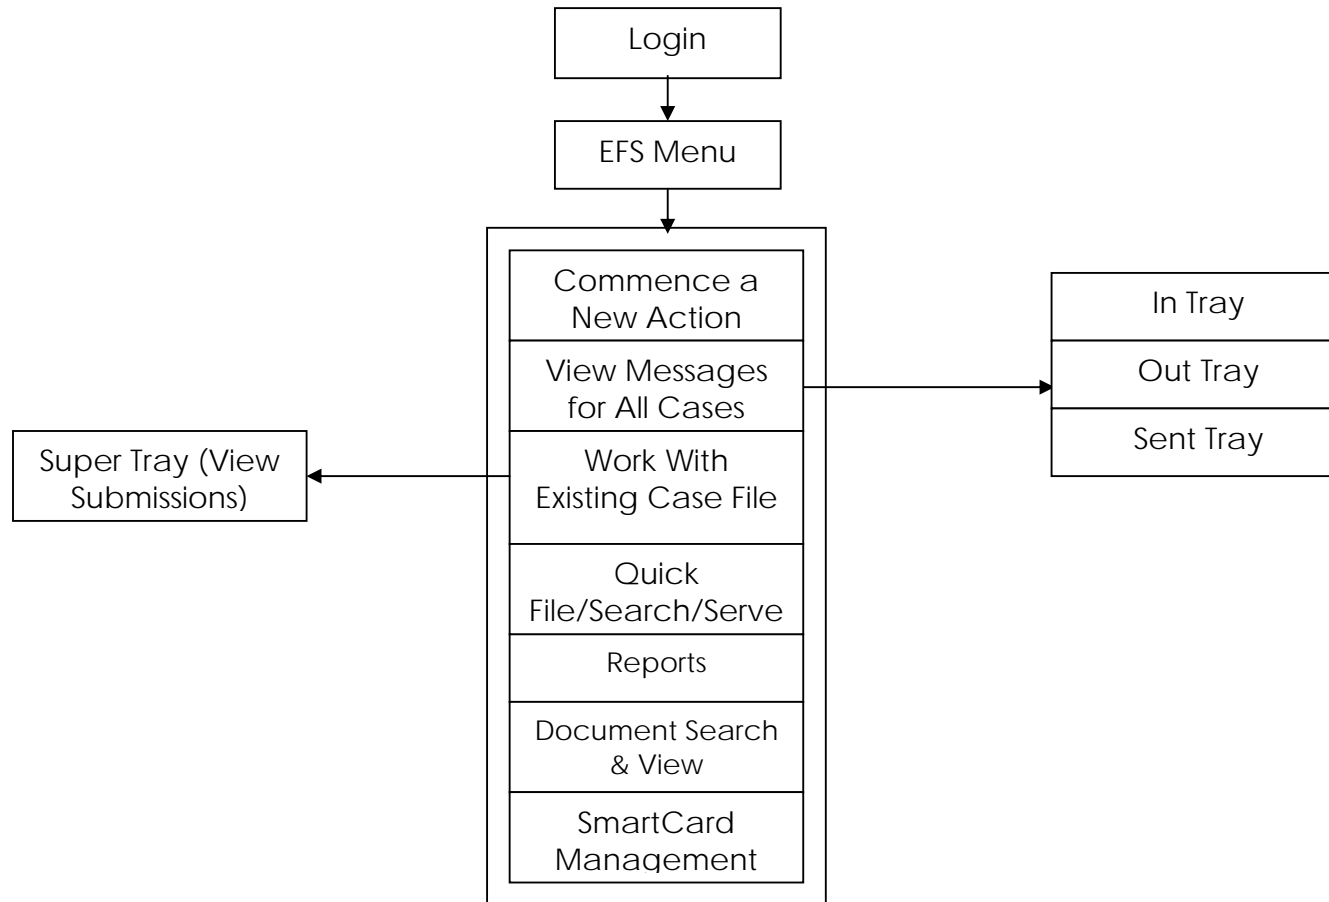 Login
EFS Menu
Commence a
New Action
View Messages
for All Cases
Work With
Existing Case File
Quick
File/Search/Serve
Reports
Document Search
& View
SmartCard
Management
In Tray
Out Tray
Sent Tray
Super Tray (View
Submissions)